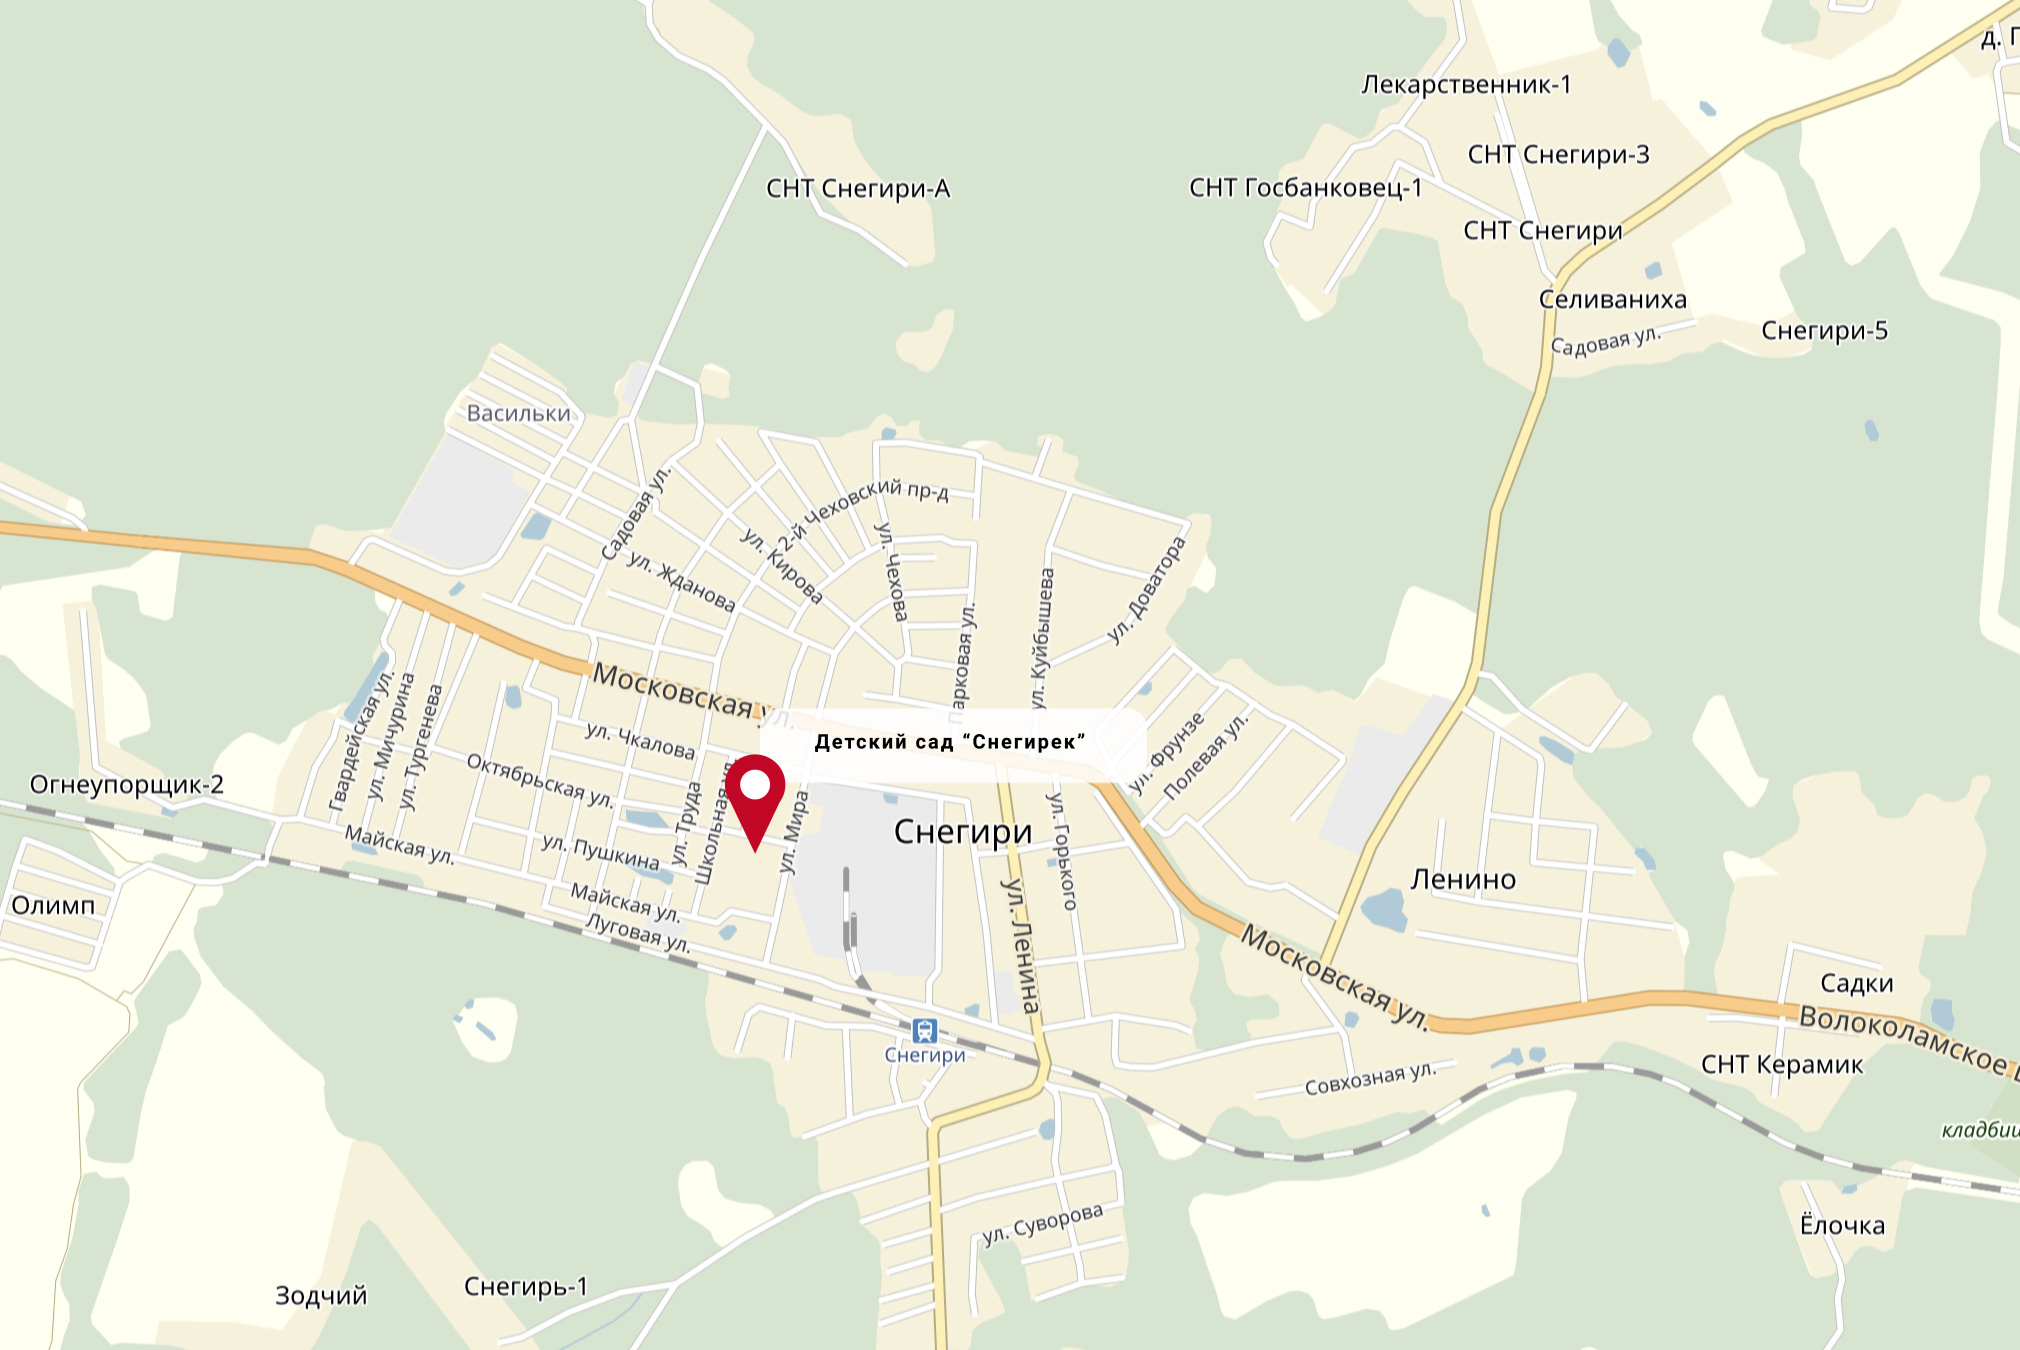 д. Г
Лекарственник-1
СНТ Снегири-3
СНТ Снегири-А
СНТ Госбанковец-1
СНТ Снегири
Селиваниха
Садовая ул.
Снегири-5
Васильки
Садовая ул.
2-й Чеховский пр-д
ул. Кирова
ул. Чехова
ул. Жданова
ул. Доватора
ул. Куйбышева
Парковая ул.
Московская ул.
Гвардейская ул.
ул. Мичурина
ул. Тургенева
ул. Чкалова
Детский сад “Снегирек”
ул. Фрунзе
Полевая ул.
Октябрьская ул.
Огнеупорщик-2
ул. Труда
Школьная ул.
ул. Мира
Снегири
ул. Горького
Майская ул.
ул. Пушкина
Ленино
Олимп
Майская ул.
Луговая ул.
ул. Ленина
Московская ул.
Садки
Волоколамское
Снегири
СНТ Керамик
Совхозная ул.
кладбищ
ул. Суворова
Ёлочка
Зодчий
Снегирь-1